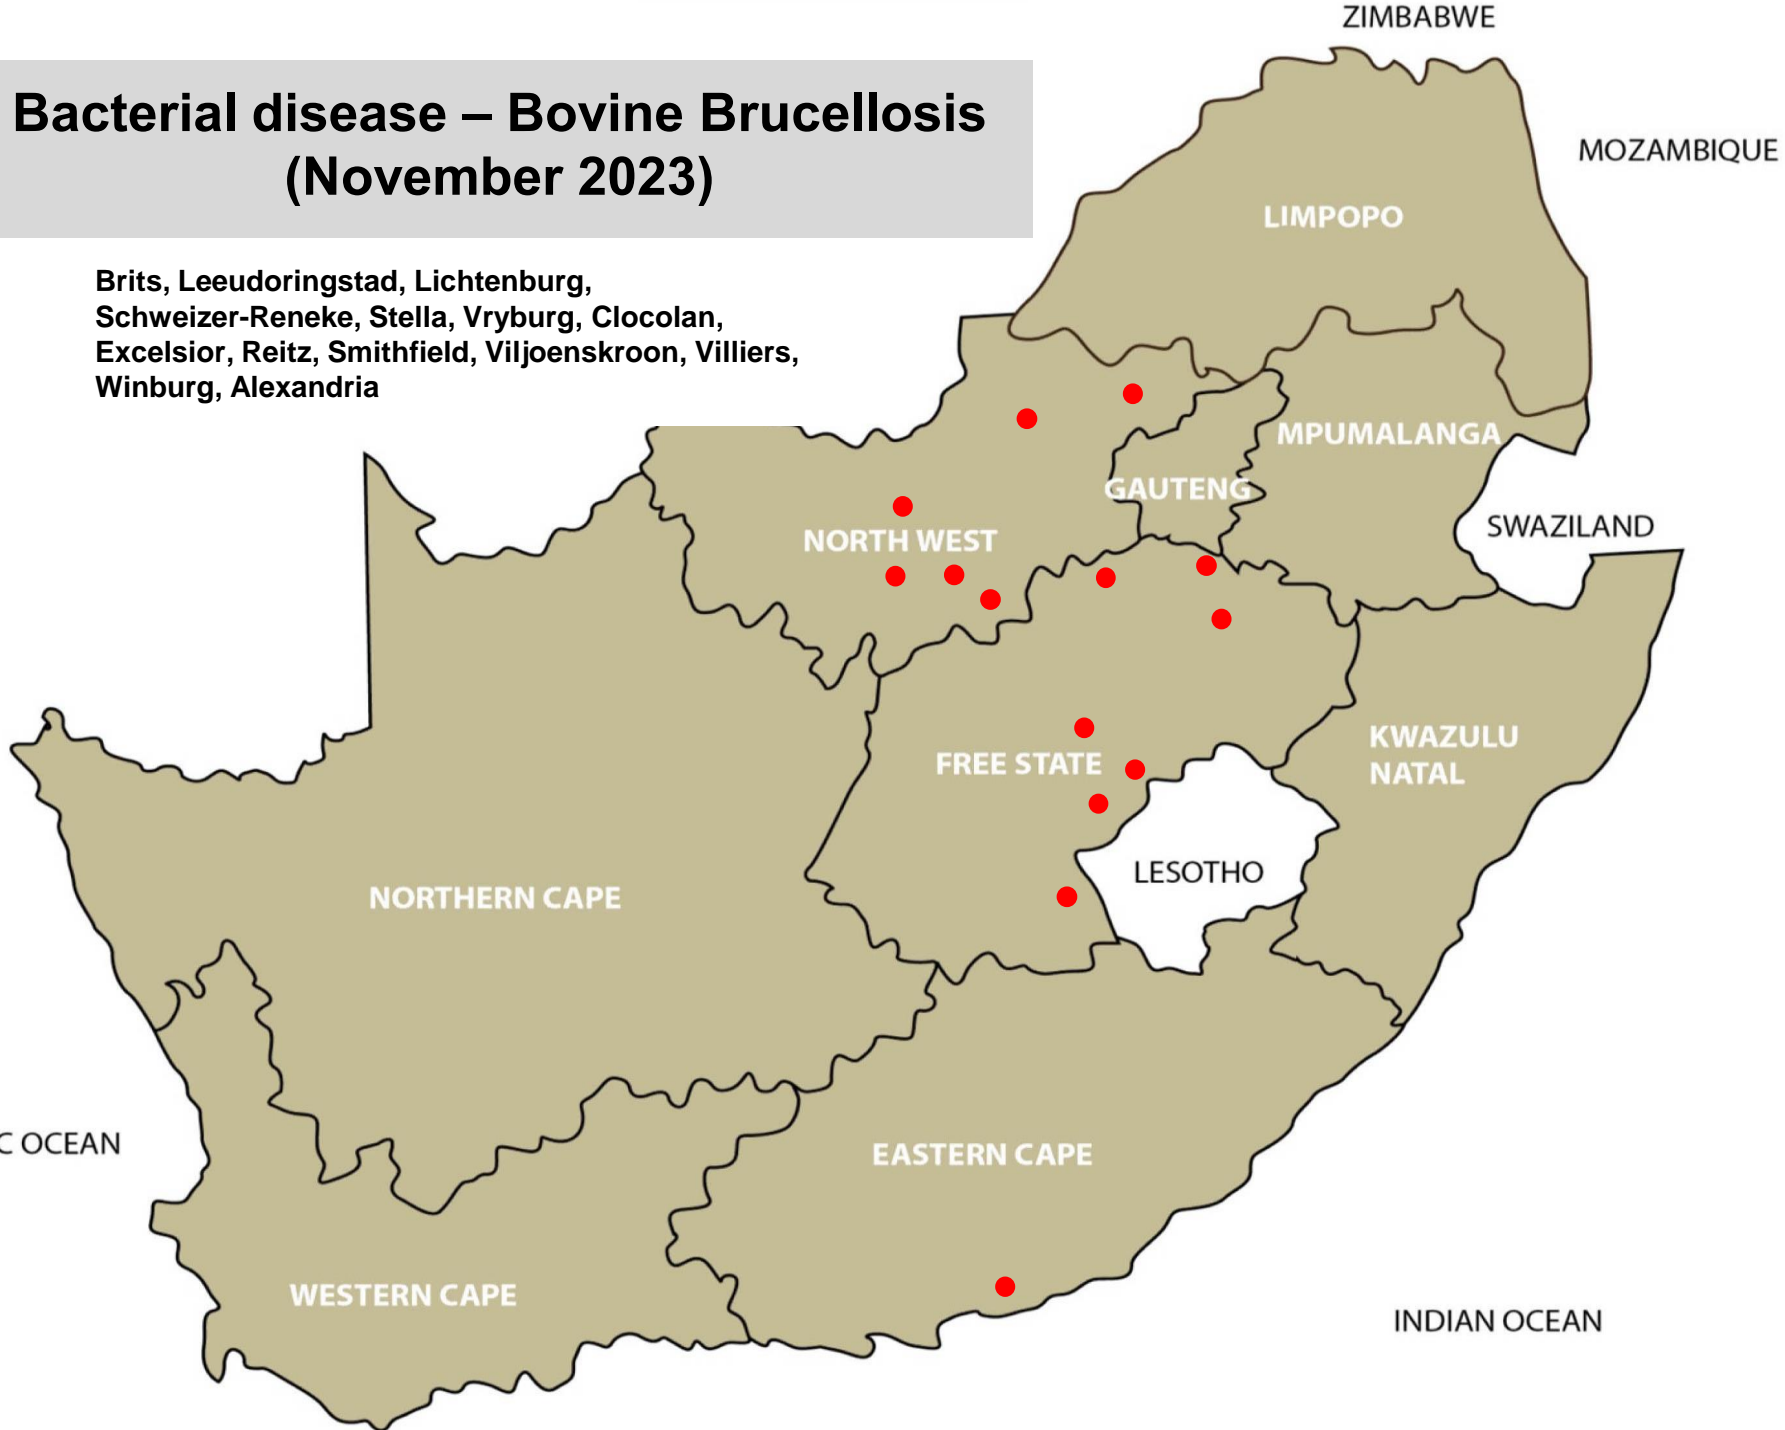 ZIMBABWE
Bacterial disease – Bovine Brucellosis
(November 2023)
MOZAMBIQUE
LIMPOPO
Brits, Leeudoringstad, Lichtenburg,
Schweizer-Reneke, Stella, Vryburg, Clocolan,
Excelsior, Reitz, Smithfield, Viljoenskroon, Villiers,
Winburg, Alexandria
MPUMALANGA
GAUTENG
SWAZILAND
NORTH WEST
KWAZULU
NATAL
FREE STATE
LESOTHO
NORTHERN CAPE
C OCEAN
EASTERN CAPE
WESTERN CAPE
INDIAN OCEAN